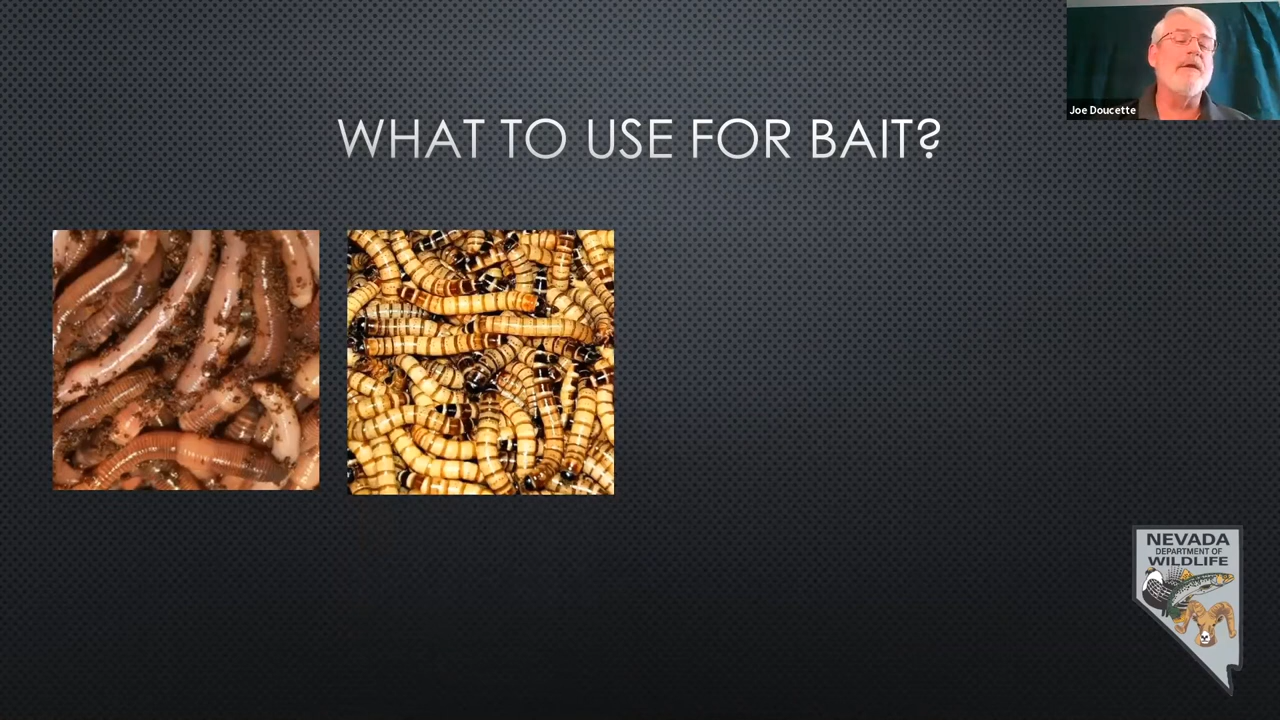 Joe Doucette
WHAT TO USE FOR BAIT?
NEVADA
DEPARTMENT OF
WILDLIFE